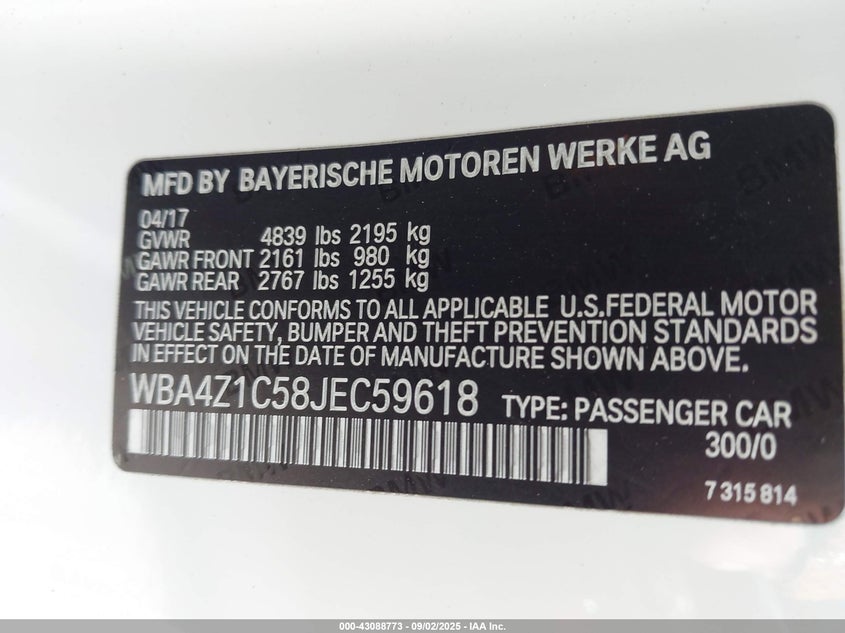 MFD BY BAYERISCHE MOTOREN WERKE AG
04/17
GVWR 4839 lbs 2195 kg
GAWR FRONT 2161 lbs 980 kg
GAWR REAR 2767 lbs 1255 kg
THIS VEHICLE CONFORMS TO ALL APPLICABLE U.S.FEDERAL MOTOR
VEHICLE SAFETY, BUMPER AND THEFT PREVENTION STANDARDS
IN EFFECT ON THE DATE OF MANUFACTURE SHOWN ABOVE.
WBA4Z1C58JEC59618 TYPE: PASSENGER CAR
300/0
7 315 814
000-43088773 - 09/02/2025 - IAA Inc.